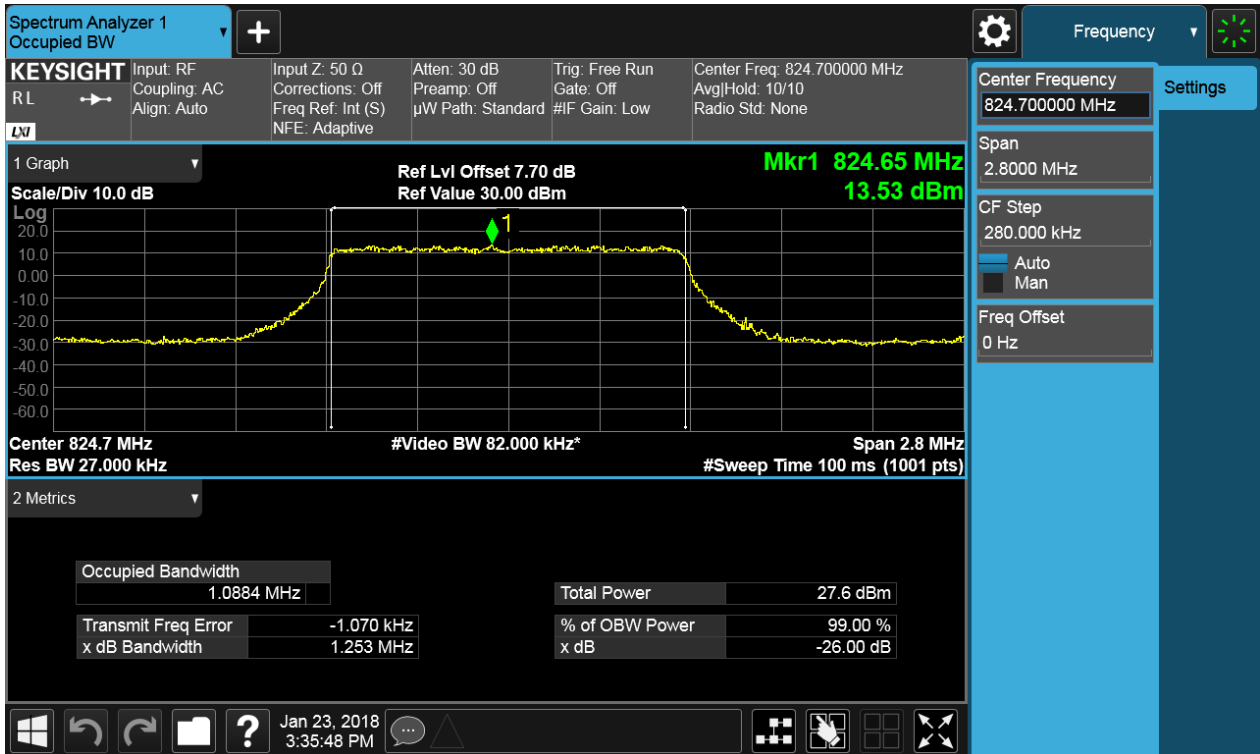 Spectrum Analyzer 1
Occupied BW
Frequency
KEYSIGHT
RL
LXI
Input: RF
Coupling: AC
Align: Auto
Input Z: 50 Ω
Corrections: Off
Freq Ref: Int (S)
NFE: Adaptive
Atten: 30 dB
Preamp: Off
µW Path: Standard
Trig: Free Run
Gate: Off
#IF Gain: Low
Center Freq: 824.700000 MHz
Avg|Hold: 10/10
Radio Std: None
Center Frequency
824.700000 MHz
Settings
Span
2.8000 MHz
CF Step
280.000 kHz
Auto
Man
Freq Offset
0 Hz
1 Graph
Scale/Div 10.0 dB
Ref Lvl Offset 7.70 dB
Ref Value 30.00 dBm
Mkr1 824.65 MHz
13.53 dBm
Log
1
20.0
10.0
0.00
-10.0
-20.0
-30.0
-40.0
-50.0
-60.0
Center 824.7 MHz
#Video BW 82.000 kHz*
Span 2.8 MHz
Res BW 27.000 kHz
#Sweep Time 100 ms (1001 pts)
2 Metrics
Occupied Bandwidth
1.0884 MHz
Total Power 27.6 dBm
Transmit Freq Error -1.070 kHz
% of OBW Power 99.00 %
x dB Bandwidth 1.253 MHz
x dB -26.00 dB
Jan 23, 2018
3:35:48 PM